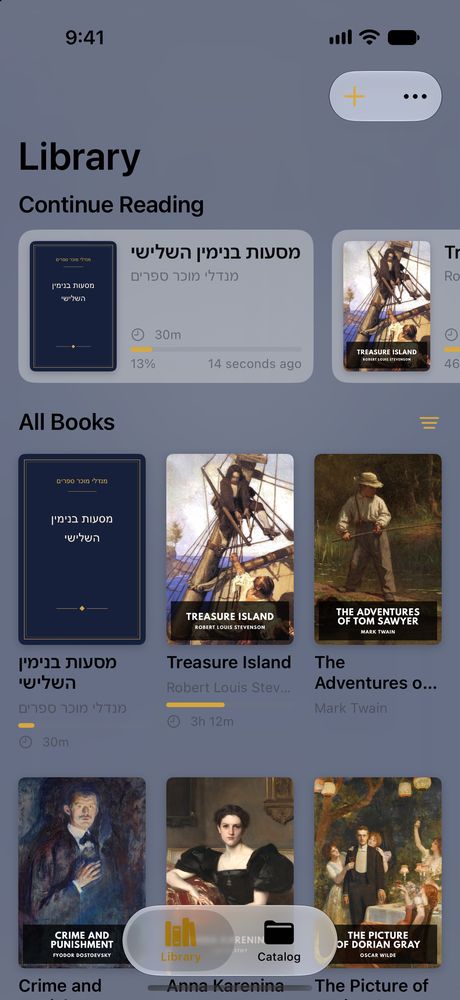 9:41
Library
Continue Reading
מנדלי מוכר ספרים
מסעות בנימין
השלישי
מסעות בנימין השלישי
מנדלי מוכר ספרים
30m
13%
14 seconds ago
TREASURE ISLAND
ROBERT LOUIS STEVENSON
Tr
Ro
46
All Books
מנדלי מוכר ספרים
מסעות בנימין
השלישי
TREASURE ISLAND
ROBERT LOUIS STEVENSON
THE ADVENTURES
OF TOM SAWYER
MARK TWAIN
מסעות בנימין
השלישי
מנדלי מוכר ספרים
30m
Treasure Island
Robert Louis Stev...
3h 12m
The
Adventures o...
Mark Twain
CRIME AND
PUNISHMENT
FYODOR DOSTOEVSKY
THE PICTURE
OF DORIAN GRAY
OSCAR WILDE
Library
Catalog
Crime and
Anna Karenina
The Picture of